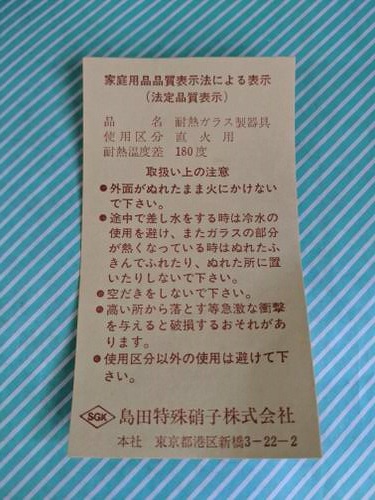 家庭用品品質表示法による表示
(法定品質表示)
品名 耐熱ガラス製器具
使用区分 直火用
耐熱温度差 180度
取扱い上の注意
●外面がぬれたまま火にかけない
で下さい。
●途中で差し水をする時は冷水の
使用を避け、またガラスの部分
が熱くなっている時はぬれたふ
きんでふれたり、ぬれた所に置
いたりしないで下さい。
●空だきをしないで下さい。
●高い所から落とす等急激な衝撃
を与えると破損するおそれがあ
ります。
●使用区分以外の使用は避けて下
さい。
SGK 島田特殊硝子株式会社
本社 東京都港区新橋3-22-2